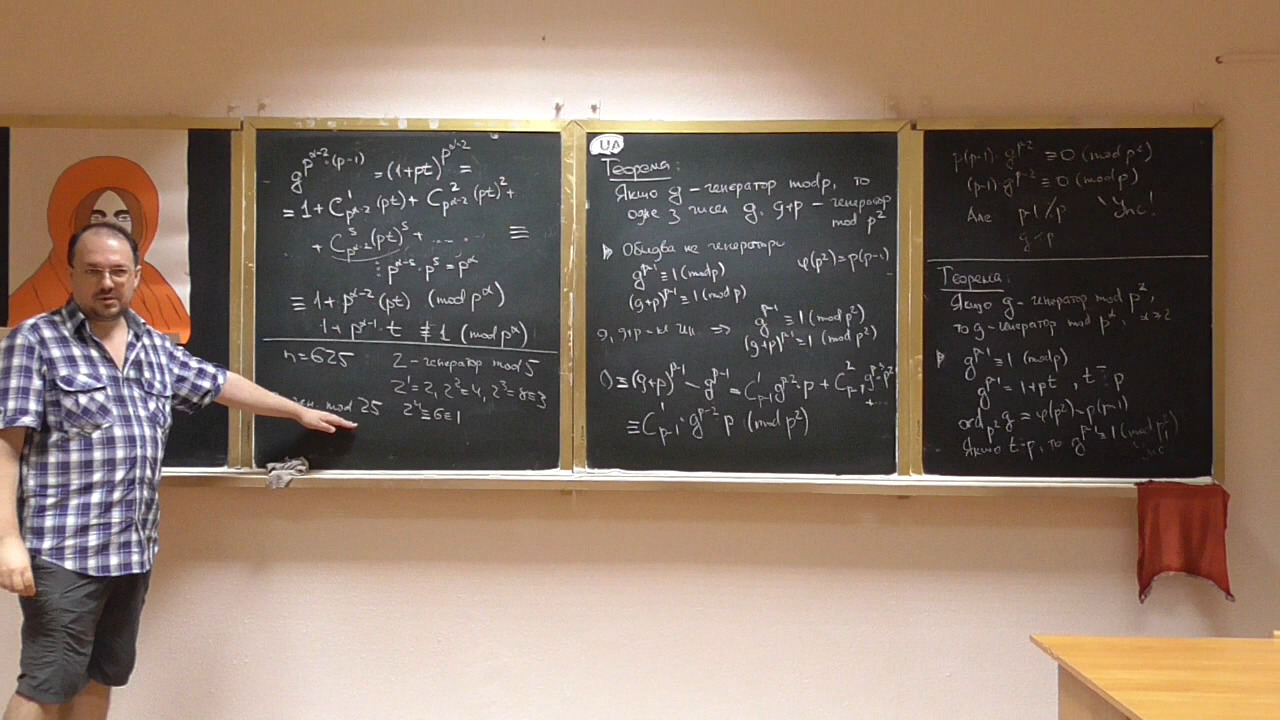 g^{p^{α-2}·(p-1)} = (1+pt)^{p^{α-2}} =
= 1 + C^1_{p^{α-2}}(pt) + C^2_{p^{α-2}}(pt)^2 +
+ C^s_{p^{α-2}}(pt)^s + ...... ≡
⋮ p^{α-s}·p^s = p^α
≡ 1 + p^{α-2}(pt) (mod p^α)
1 + p^{α-1}·t ≢ 1 (mod p^α)
n=625 2 - генератор mod 5
2^1=2, 2^2=4, 2^3=8≡3
mod 25 2^4≡6≡1
UA
Теорема:
Якщо g - генератор mod p, то
одне з чисел g, g+p - генератор
mod p^2
Обидва не генератори
φ(p^2)=p(p-1)
g^{p-1}≡1 (mod p)
(g+p)^{p-1}≡1 (mod p)
g, g+p - не ген. ⇒ g^{p-1}≡1 (mod p^2)
(g+p)^{p-1}≡1 (mod p^2)
0≡(g+p)^{p-1} - g^{p-1} = C^1_{p-1} g^{p-2}·p + C^2_{p-1} g^{p-3} p^2
+...
≡C^1_{p-1}·g^{p-2}·p (mod p^2)
p(p-1)·g^{p-2} ≡0 (mod p^2)
(p-1)·g^{p-2}≡0 (mod p)
Але p-1 ⋮̸ p Упс!
g ⋮̸ p
Теорема:
Якщо g - генератор mod p^2,
то g - генератор mod p^α, α≥2
g^{p-1}≡1 (mod p)
g^{p-1}=1+pt, t ⋮̸ p
ord_{p^2} g = φ(p^2)=p(p-1)
Якщо t⋮p, то g^{p-1}≡1 (mod p^2)